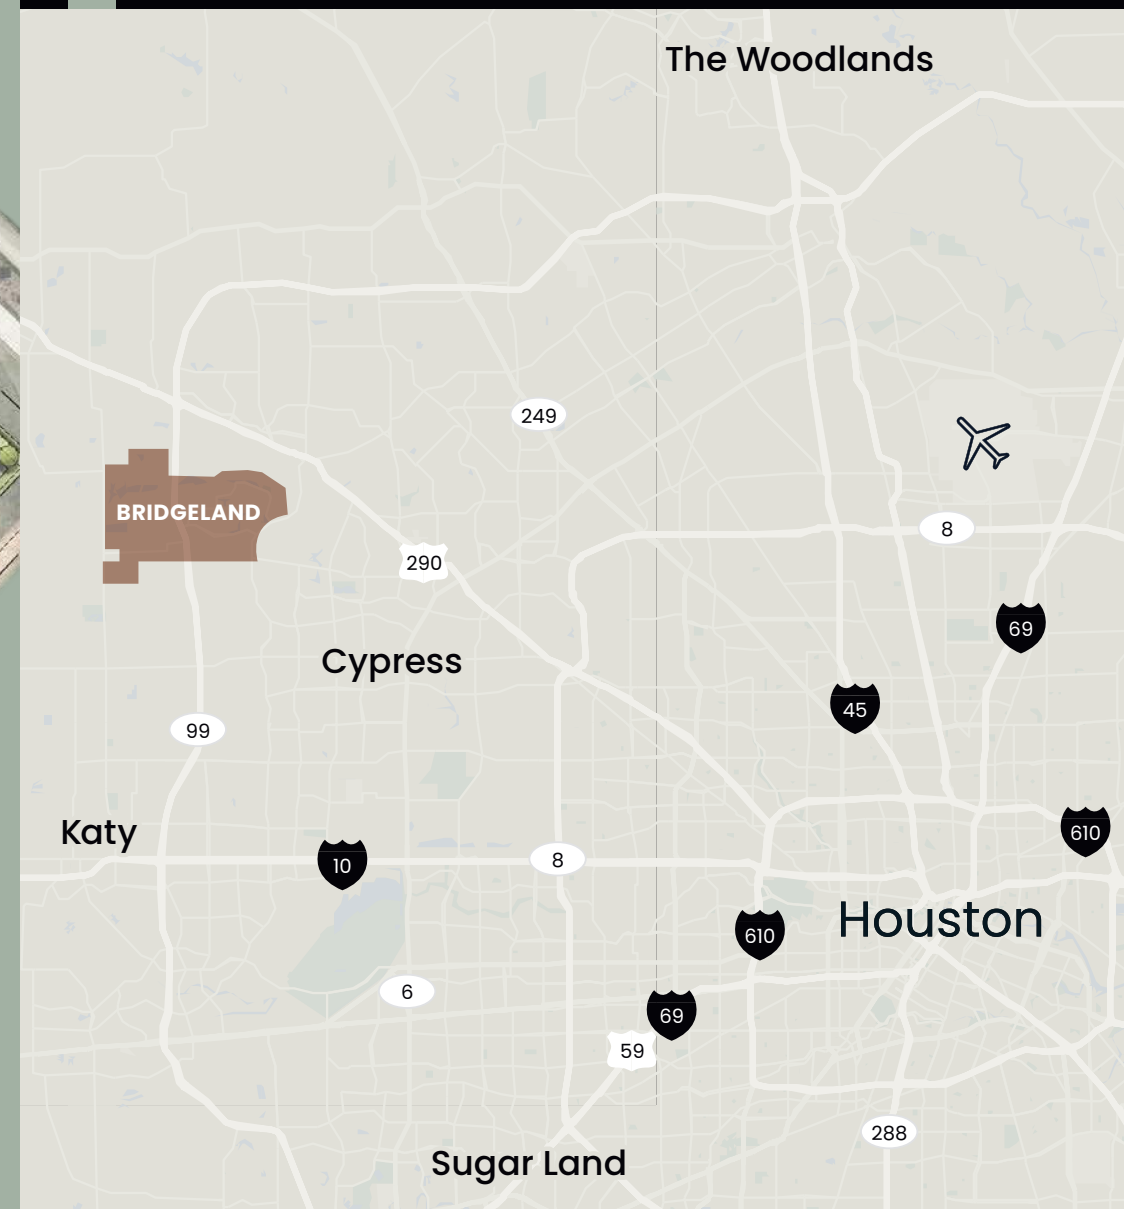 The Woodlands
249
BRIDGELAND
8
290
69
Cypress
45
99
Katy
610
10
8
Houston
610
6
69
59
288
Sugar Land